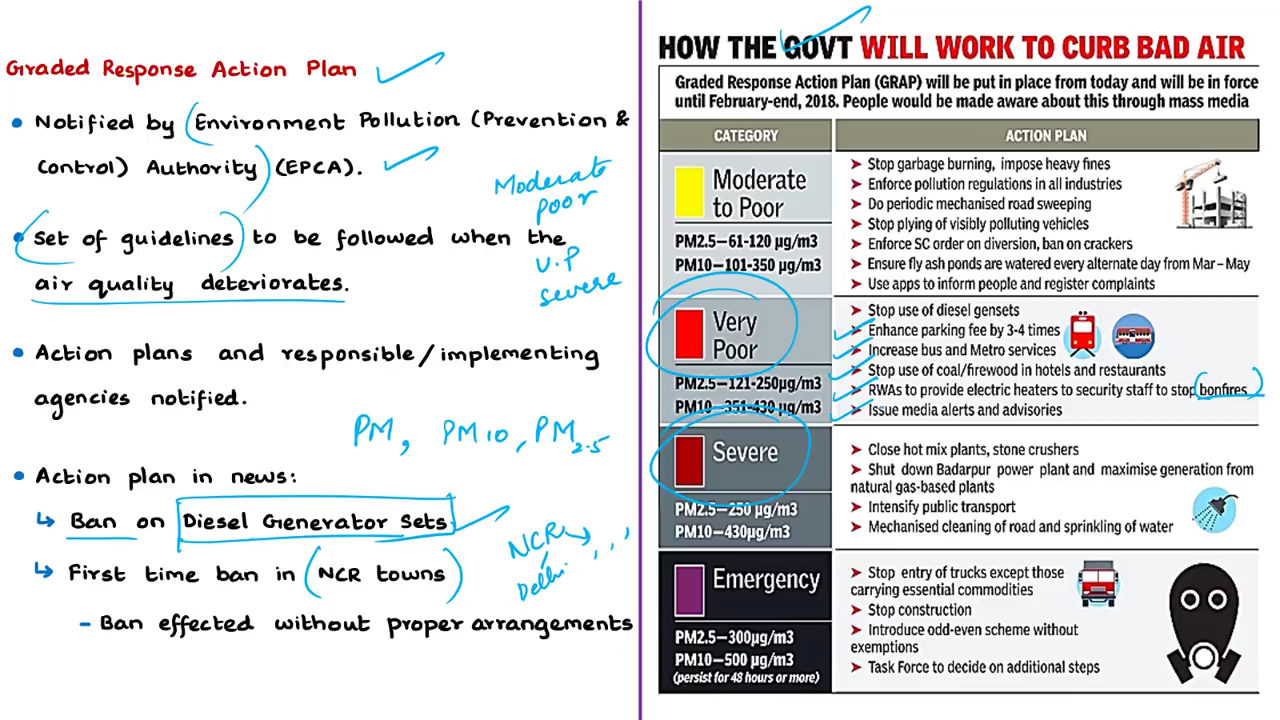 Graded Response Action Plan
• Notified by (Environment Pollution (Prevention &
Control) Authority) (EPCA).
Moderate
poor
• (Set of guidelines) to be followed when the
air quality deteriorates.
V.P
Severe
• Action plans and responsible/implementing
agencies notified.
PM, PM10, PM2.5
• Action plan in news:
↳ Ban on Diesel Generator Sets
↳ First time ban in (NCR towns)
NCR → , , ,
Delhi
- Ban effected without proper arrangements
HOW THE GOVT WILL WORK TO CURB BAD AIR
Graded Response Action Plan (GRAP) will be put in place from today and will be in force
until February-end, 2018. People would be made aware about this through mass media
CATEGORY
ACTION PLAN
Moderate
to Poor
PM2.5—61-120 µg/m3
PM10—101-350 µg/m3
➤ Stop garbage burning, impose heavy fines
➤ Enforce pollution regulations in all industries
➤ Do periodic mechanised road sweeping
➤ Stop plying of visibly polluting vehicles
➤ Enforce SC order on diversion, ban on crackers
➤ Ensure fly ash ponds are watered every alternate day from Mar – May
➤ Use apps to inform people and register complaints
Very
Poor
PM2.5—121-250µg/m3
PM10—351-430 µg/m3
➤ Stop use of diesel gensets
➤ Enhance parking fee by 3-4 times
➤ Increase bus and Metro services
➤ Stop use of coal/firewood in hotels and restaurants
➤ RWAs to provide electric heaters to security staff to stop (bonfires)
➤ Issue media alerts and advisories
Severe
PM2.5—250 µg/m3
PM10—430µg/m3
➤ Close hot mix plants, stone crushers
➤ Shut down Badarpur power plant and maximise generation from
natural gas-based plants
➤ Intensify public transport
➤ Mechanised cleaning of road and sprinkling of water
Emergency
PM2.5—300µg/m3
PM10—500 µg/m3
(persist for 48 hours or more)
➤ Stop entry of trucks except those
carrying essential commodities
➤ Stop construction
➤ Introduce odd-even scheme without
exemptions
➤ Task Force to decide on additional steps